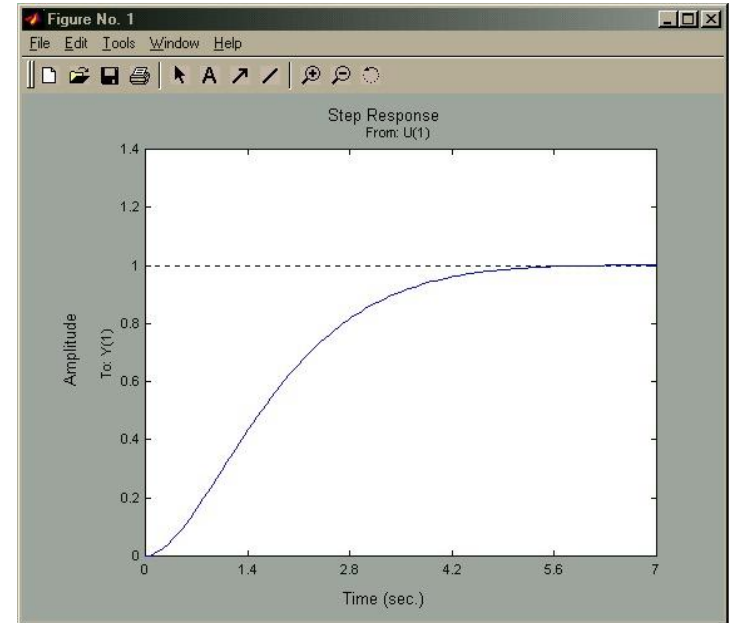 Figure No. 1
File Edit Tools Window Help
A
Step Response
From: U(1)
1.4
1.2
1
0.8
0.6
0.4
0.2
0
Amplitude
To: Y(1)
0 1.4 2.8 4.2 5.6 7
Time (sec.)